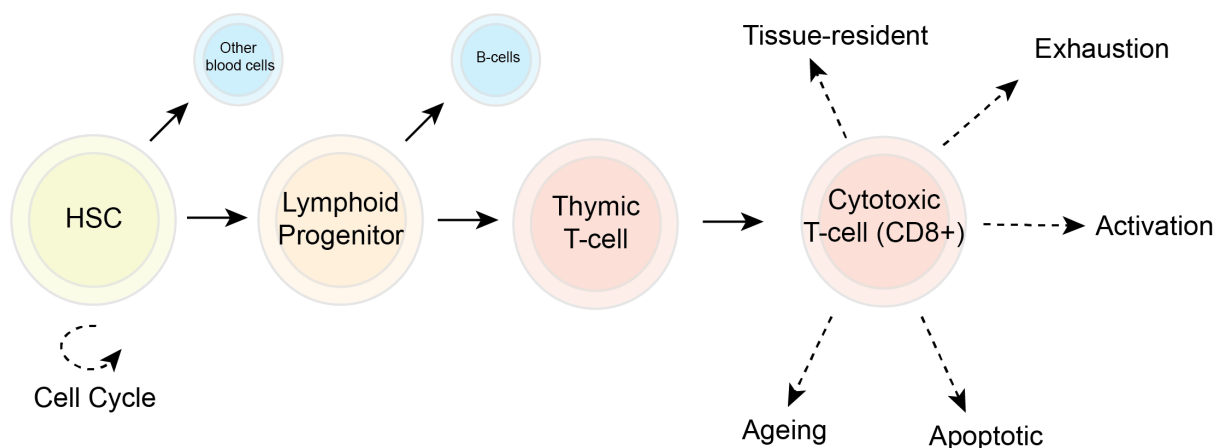 Other
blood cells
B-cells
Tissue-resident
Exhaustion
HSC
Lymphoid
Progenitor
Thymic
T-cell
Cytotoxic
T-cell (CD8+)
Activation
Cell Cycle
Ageing
Apoptotic